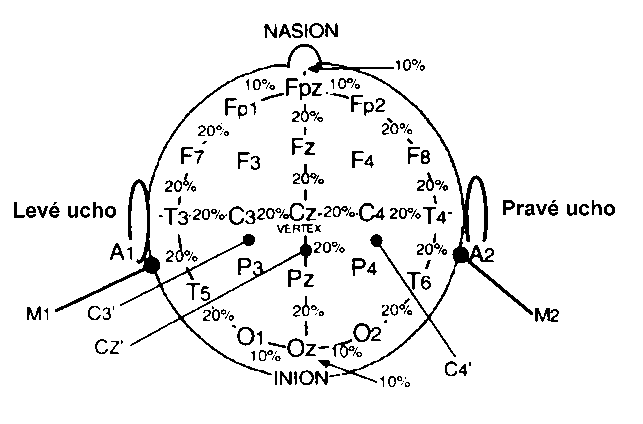 NASION
10%
10% 10%
Fpz
Fp1 Fp2
20%
20% 20%
F7 F3 Fz F4 F8
20% 20% 20%
Levé ucho T3 20% C3 20% Cz 20% C4 20% T4 Pravé ucho
VERTEX
A1 20% 20% 20% A2
P3 Pz P4
T5 T6
M1 C3' 20% 20% 20% M2
O1 O2
CZ' 10% Oz 10%
C4'
INION 10%